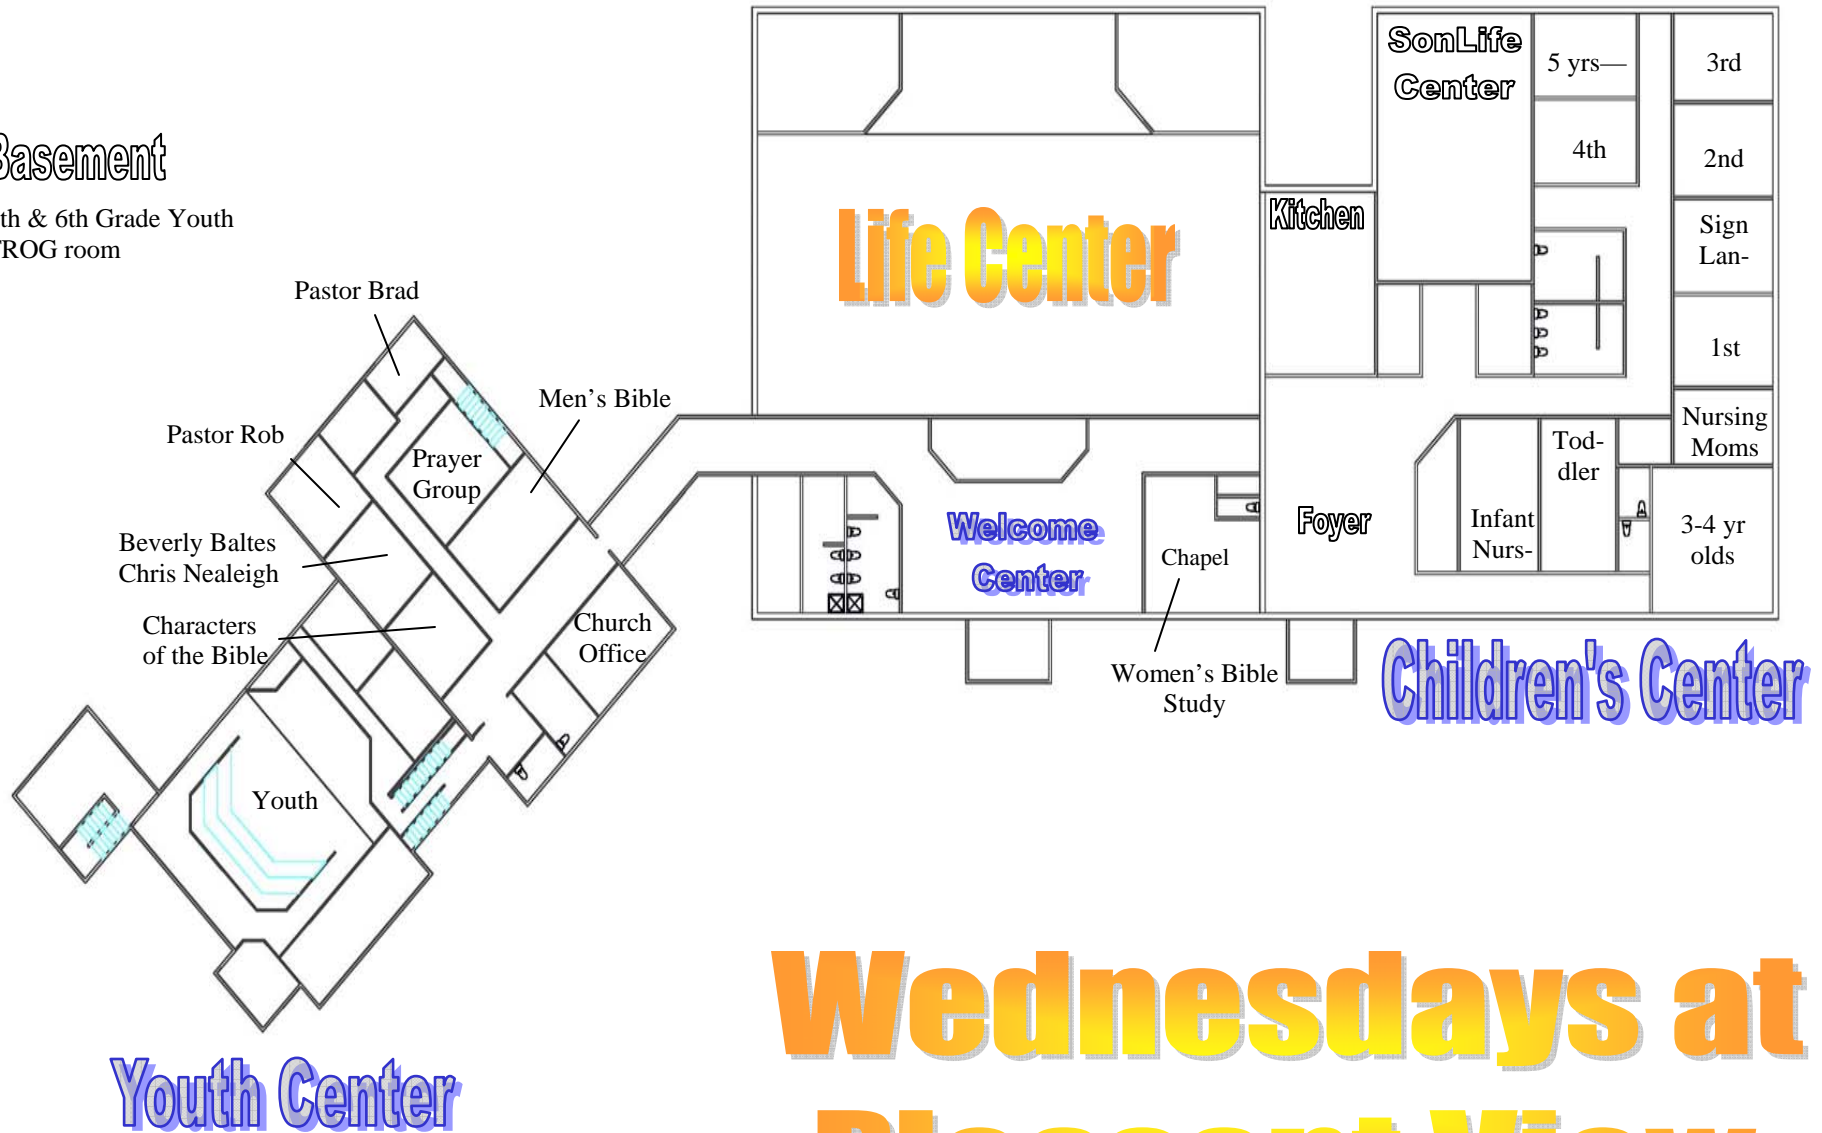 Basement
th & 6th Grade Youth
ROG room
Pastor Brad
Pastor Rob
Beverly Baltes
Chris Nealeigh
Characters
of the Bible
Prayer
Group
Men's Bible
Church
Office
Youth
Youth Center
Life Center
Welcome
Center
Chapel
Women's Bible
Study
Kitchen
Foyer
SonLife
Center
5 yrs—
4th
3rd
2nd
Sign
Lan-
1st
Nursing
Moms
Tod-
dler
Infant
Nurs-
3-4 yr
olds
Children's Center
Wednesdays at
Pleasant View